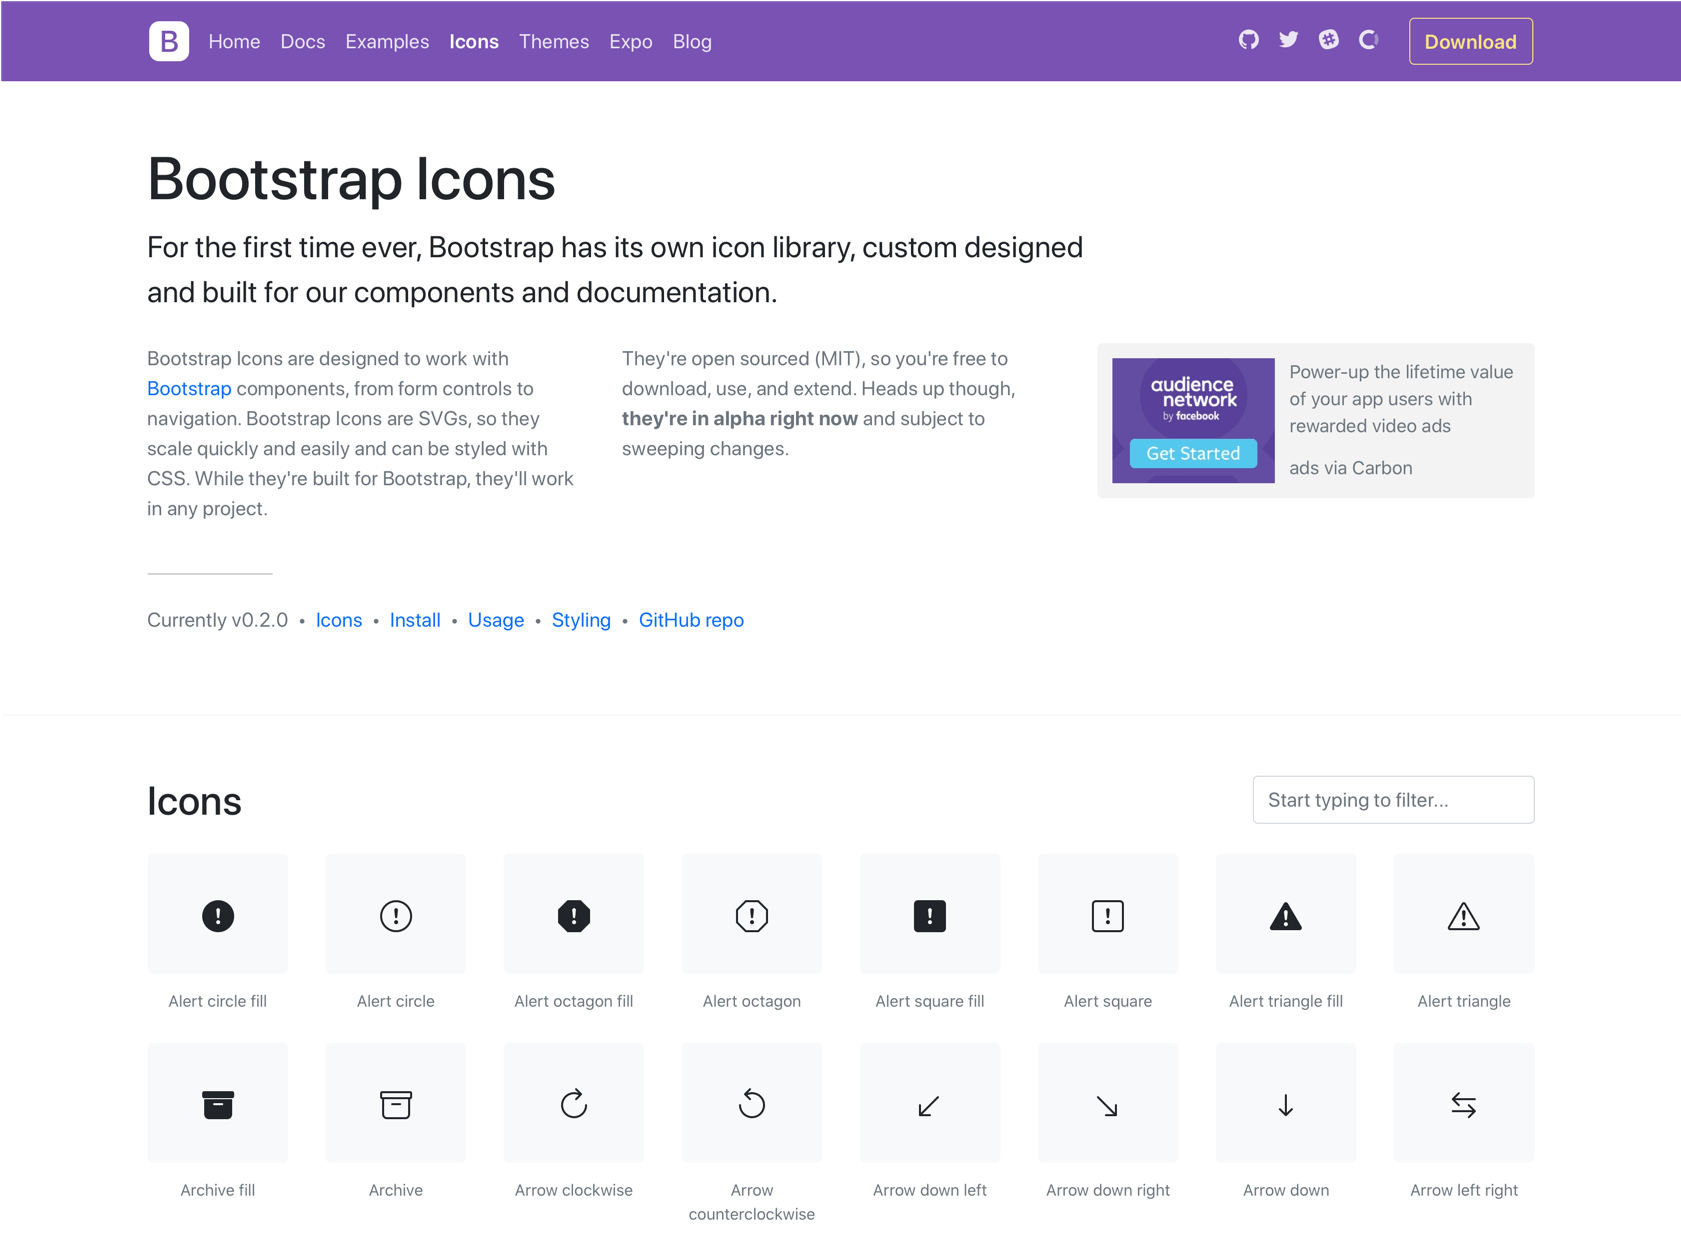 B Home Docs Examples Icons Themes Expo Blog Download
Bootstrap Icons
For the first time ever, Bootstrap has its own icon library, custom designed
and built for our components and documentation.
Bootstrap Icons are designed to work with
Bootstrap components, from form controls to
navigation. Bootstrap Icons are SVGs, so they
scale quickly and easily and can be styled with
CSS. While they're built for Bootstrap, they'll work
in any project.
They're open sourced (MIT), so you're free to
download, use, and extend. Heads up though,
they're in alpha right now and subject to
sweeping changes.
audience
network
by facebook
Get Started
Power-up the lifetime value
of your app users with
rewarded video ads
ads via Carbon
Currently v0.2.0 • Icons • Install • Usage • Styling • GitHub repo
Icons
Start typing to filter...
Alert circle fill
Alert circle
Alert octagon fill
Alert octagon
Alert square fill
Alert square
Alert triangle fill
Alert triangle
Archive fill
Archive
Arrow clockwise
Arrow
counterclockwise
Arrow down left
Arrow down right
Arrow down
Arrow left right